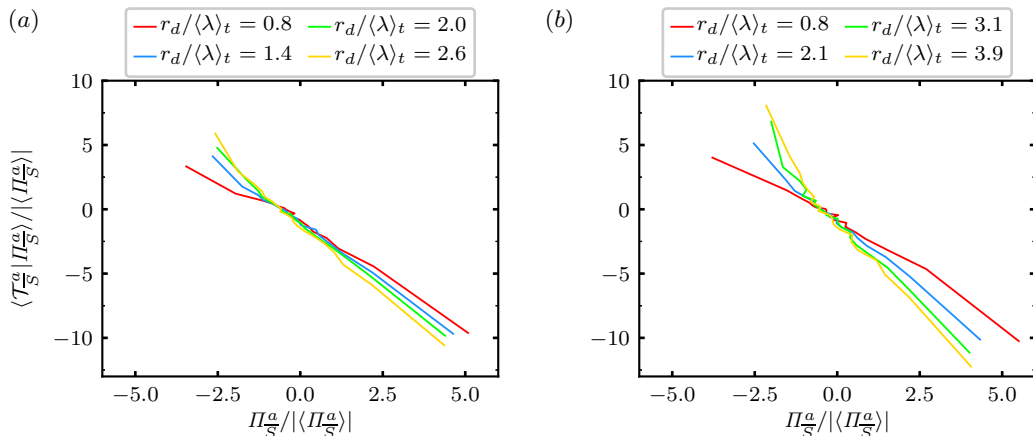 (a)
r_d/⟨λ⟩_t = 0.8 r_d/⟨λ⟩_t = 2.0
r_d/⟨λ⟩_t = 1.4 r_d/⟨λ⟩_t = 2.6
10
5
0
−5
−10
−5.0 −2.5 0.0 2.5 5.0
⟨𝒯^a_S̅|Π^a_S̅⟩/|⟨Π^a_S̅⟩|
Π^a_S̅/|⟨Π^a_S̅⟩|
(b)
r_d/⟨λ⟩_t = 0.8 r_d/⟨λ⟩_t = 3.1
r_d/⟨λ⟩_t = 2.1 r_d/⟨λ⟩_t = 3.9
10
5
0
−5
−10
−5.0 −2.5 0.0 2.5 5.0
Π^a_S̅/|⟨Π^a_S̅⟩|